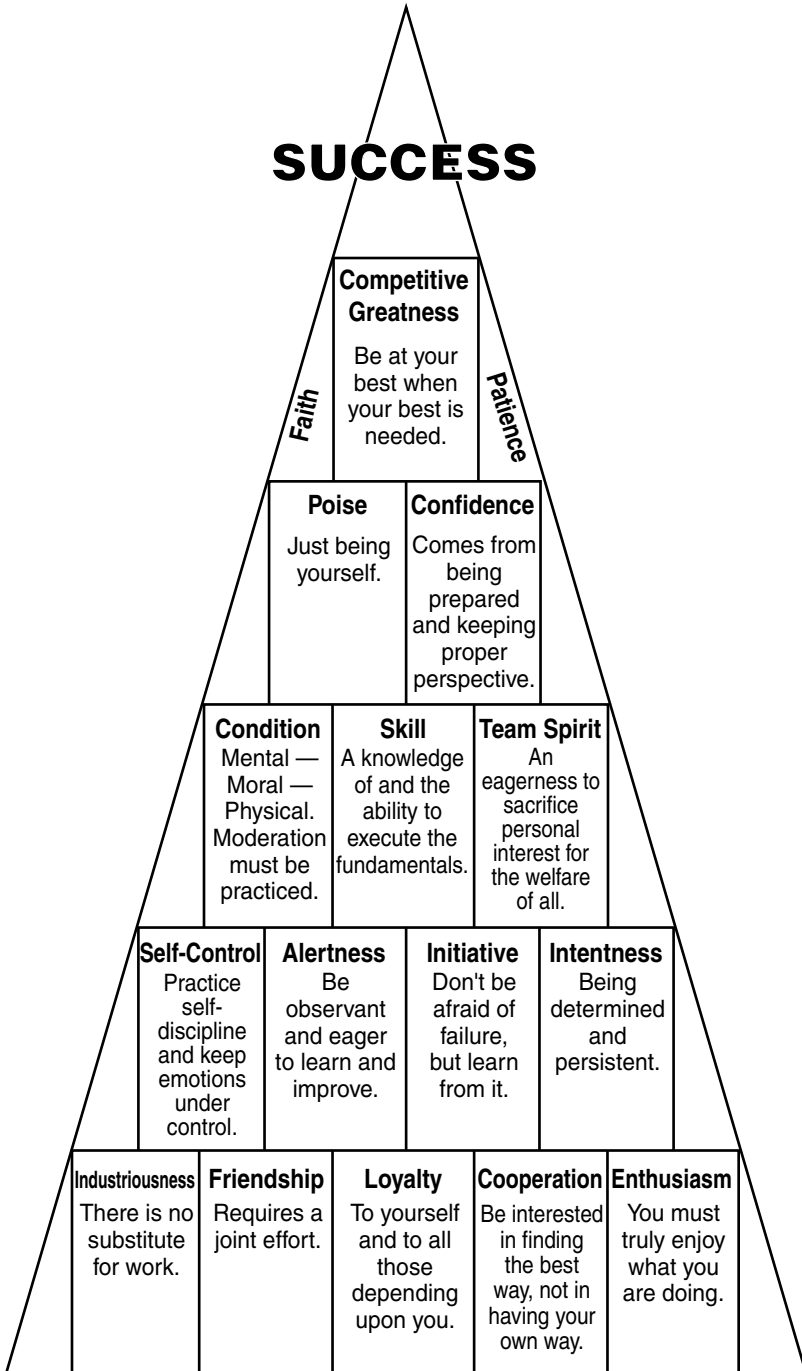 SUCCESS
Competitive
Greatness
Be at your
best when
your best is
needed.
Faith
Patience
Poise
Just being
yourself.
Confidence
Comes from
being
prepared
and keeping
proper
perspective.
Condition
Mental —
Moral —
Physical.
Moderation
must be
practiced.
Skill
A knowledge
of and the
ability to
execute the
fundamentals.
Team Spirit
An
eagerness to
sacrifice
personal
interest for
the welfare
of all.
Self-Control
Practice
self-
discipline
and keep
emotions
under
control.
Alertness
Be
observant
and eager
to learn and
improve.
Initiative
Don't be
afraid of
failure,
but learn
from it.
Intentness
Being
determined
and
persistent.
Industriousness
There is no
substitute
for work.
Friendship
Requires a
joint effort.
Loyalty
To yourself
and to all
those
depending
upon you.
Cooperation
Be interested
in finding
the best
way, not in
having your
own way.
Enthusiasm
You must
truly enjoy
what you
are doing.